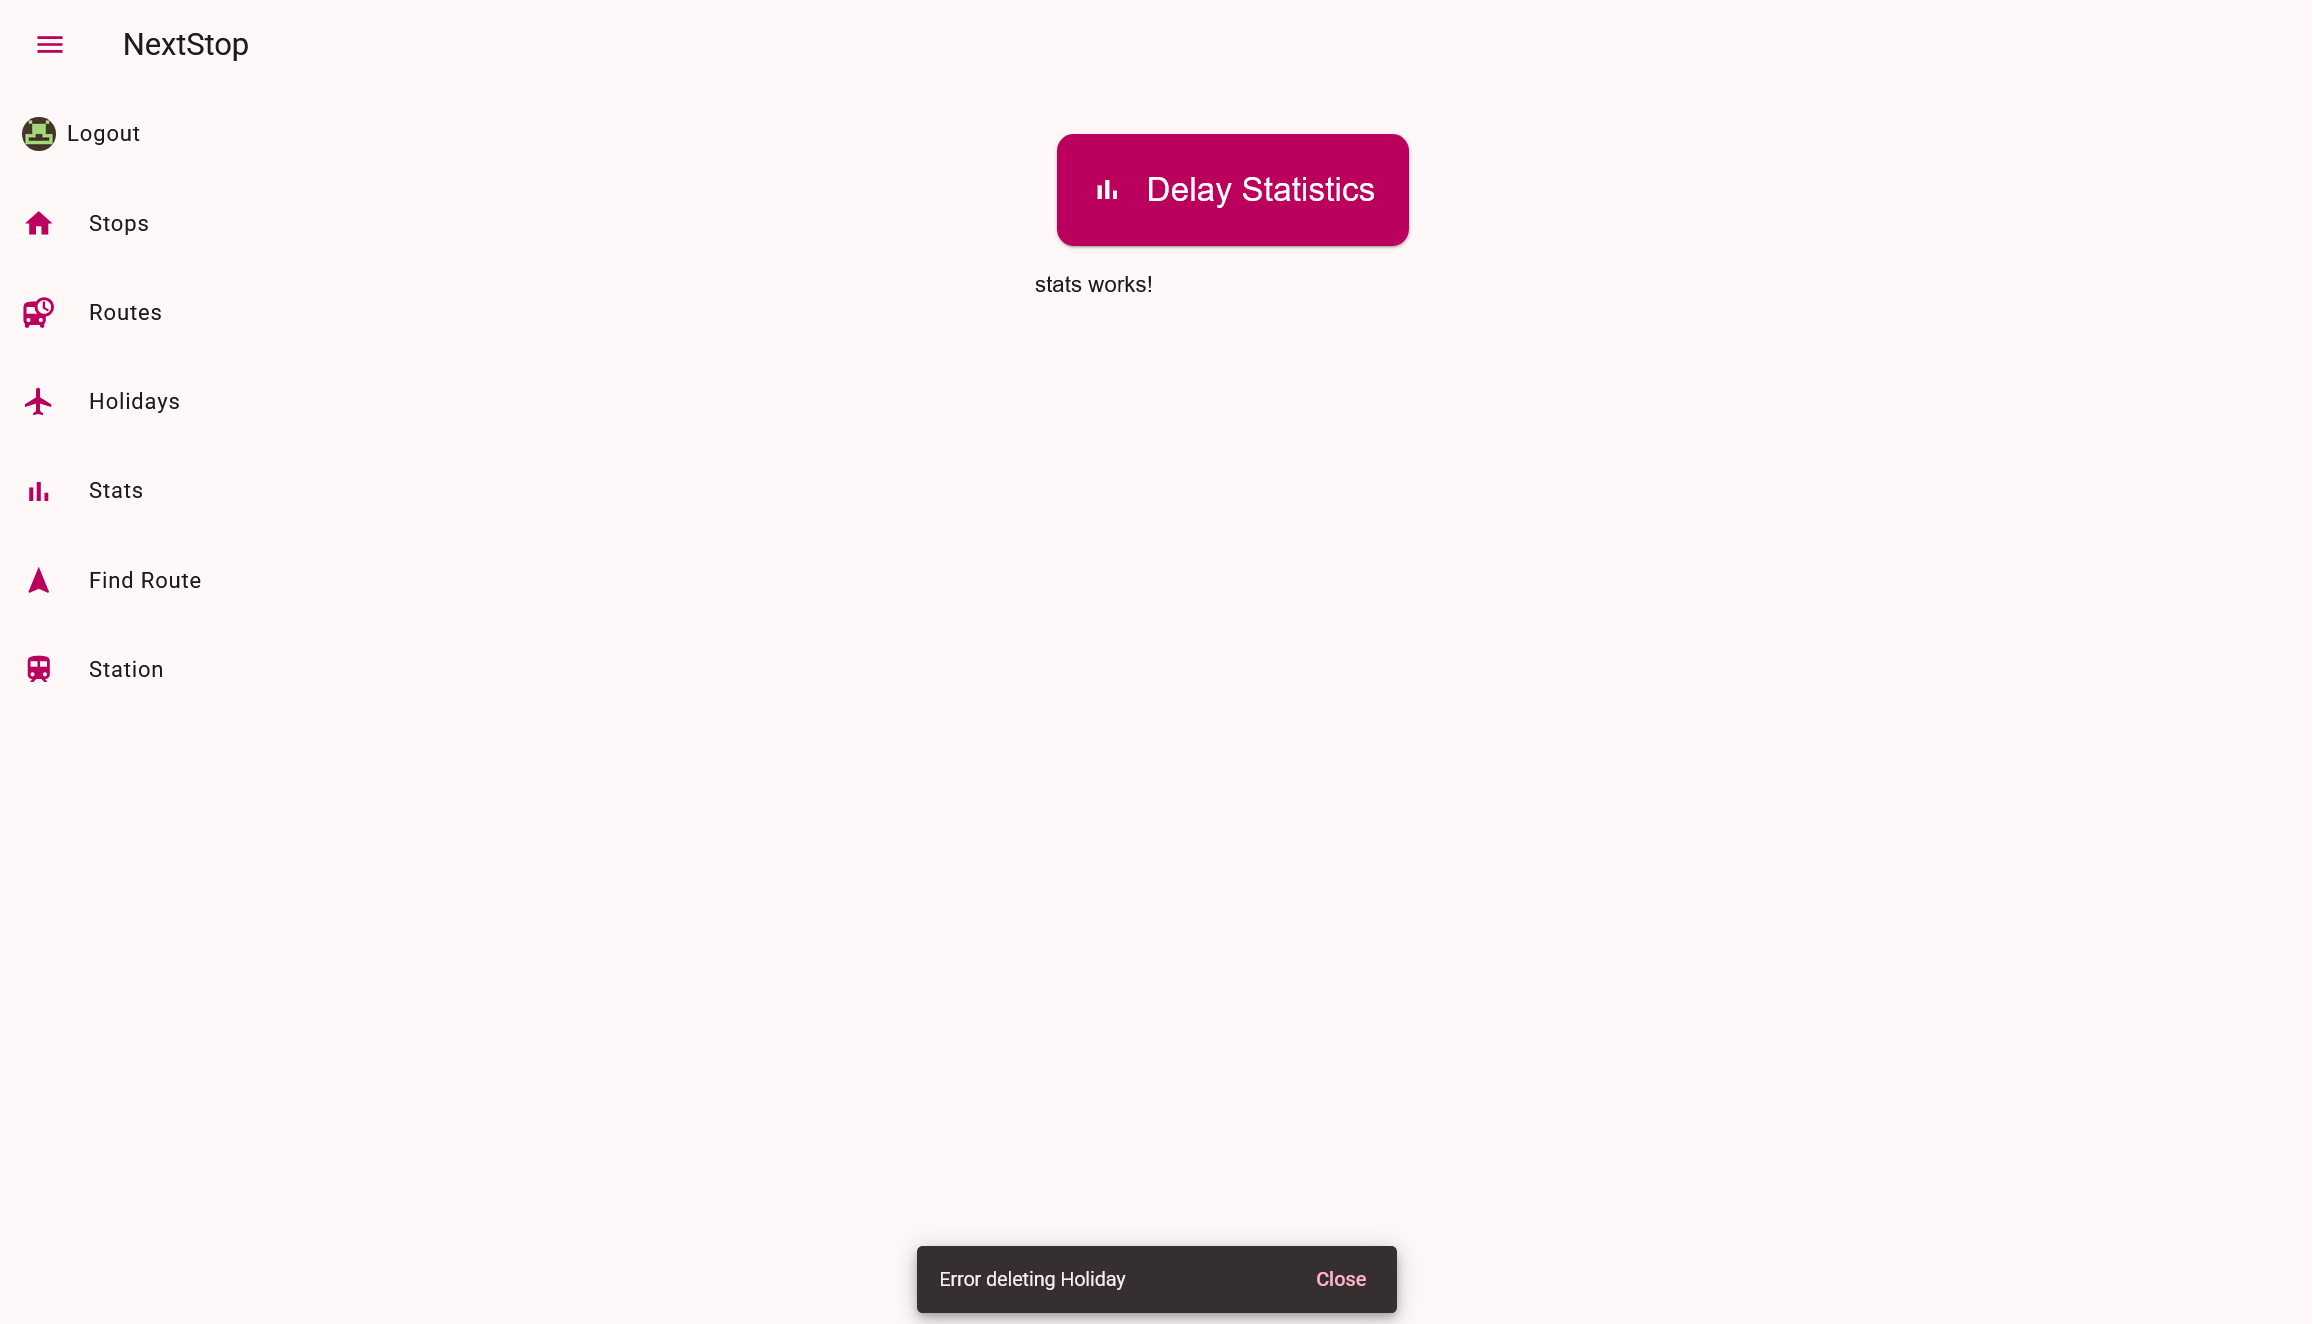 NextStop
Logout
Stops
Routes
Holidays
Stats
Find Route
Station
Delay Statistics
stats works!
Error deleting Holiday Close